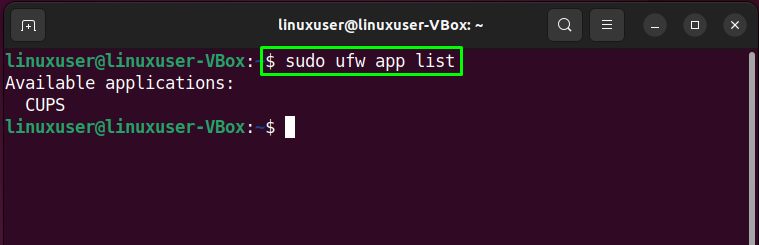 linuxuser@linuxuser-VBox: ~
linuxuser@linuxuser-VBox:~$ sudo ufw app list
Available applications:
  CUPS
linuxuser@linuxuser-VBox:~$